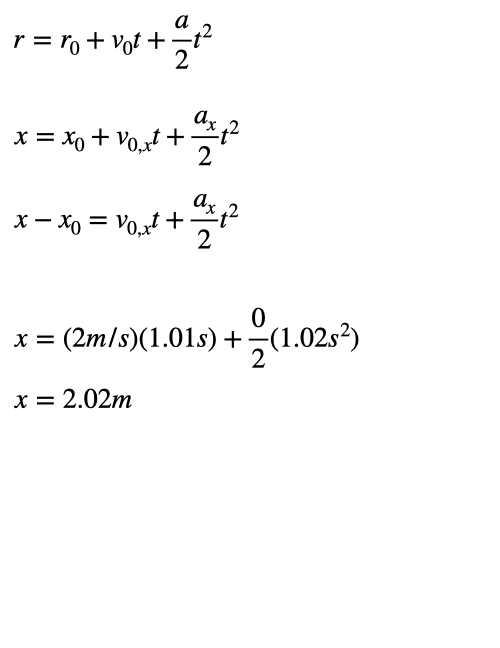 r = r₀ + v₀t + a/2 t²
x = x₀ + v₀,ₓt + aₓ/2 t²
x − x₀ = v₀,ₓt + aₓ/2 t²
x = (2m/s)(1.01s) + 0/2 (1.02s²)
x = 2.02m